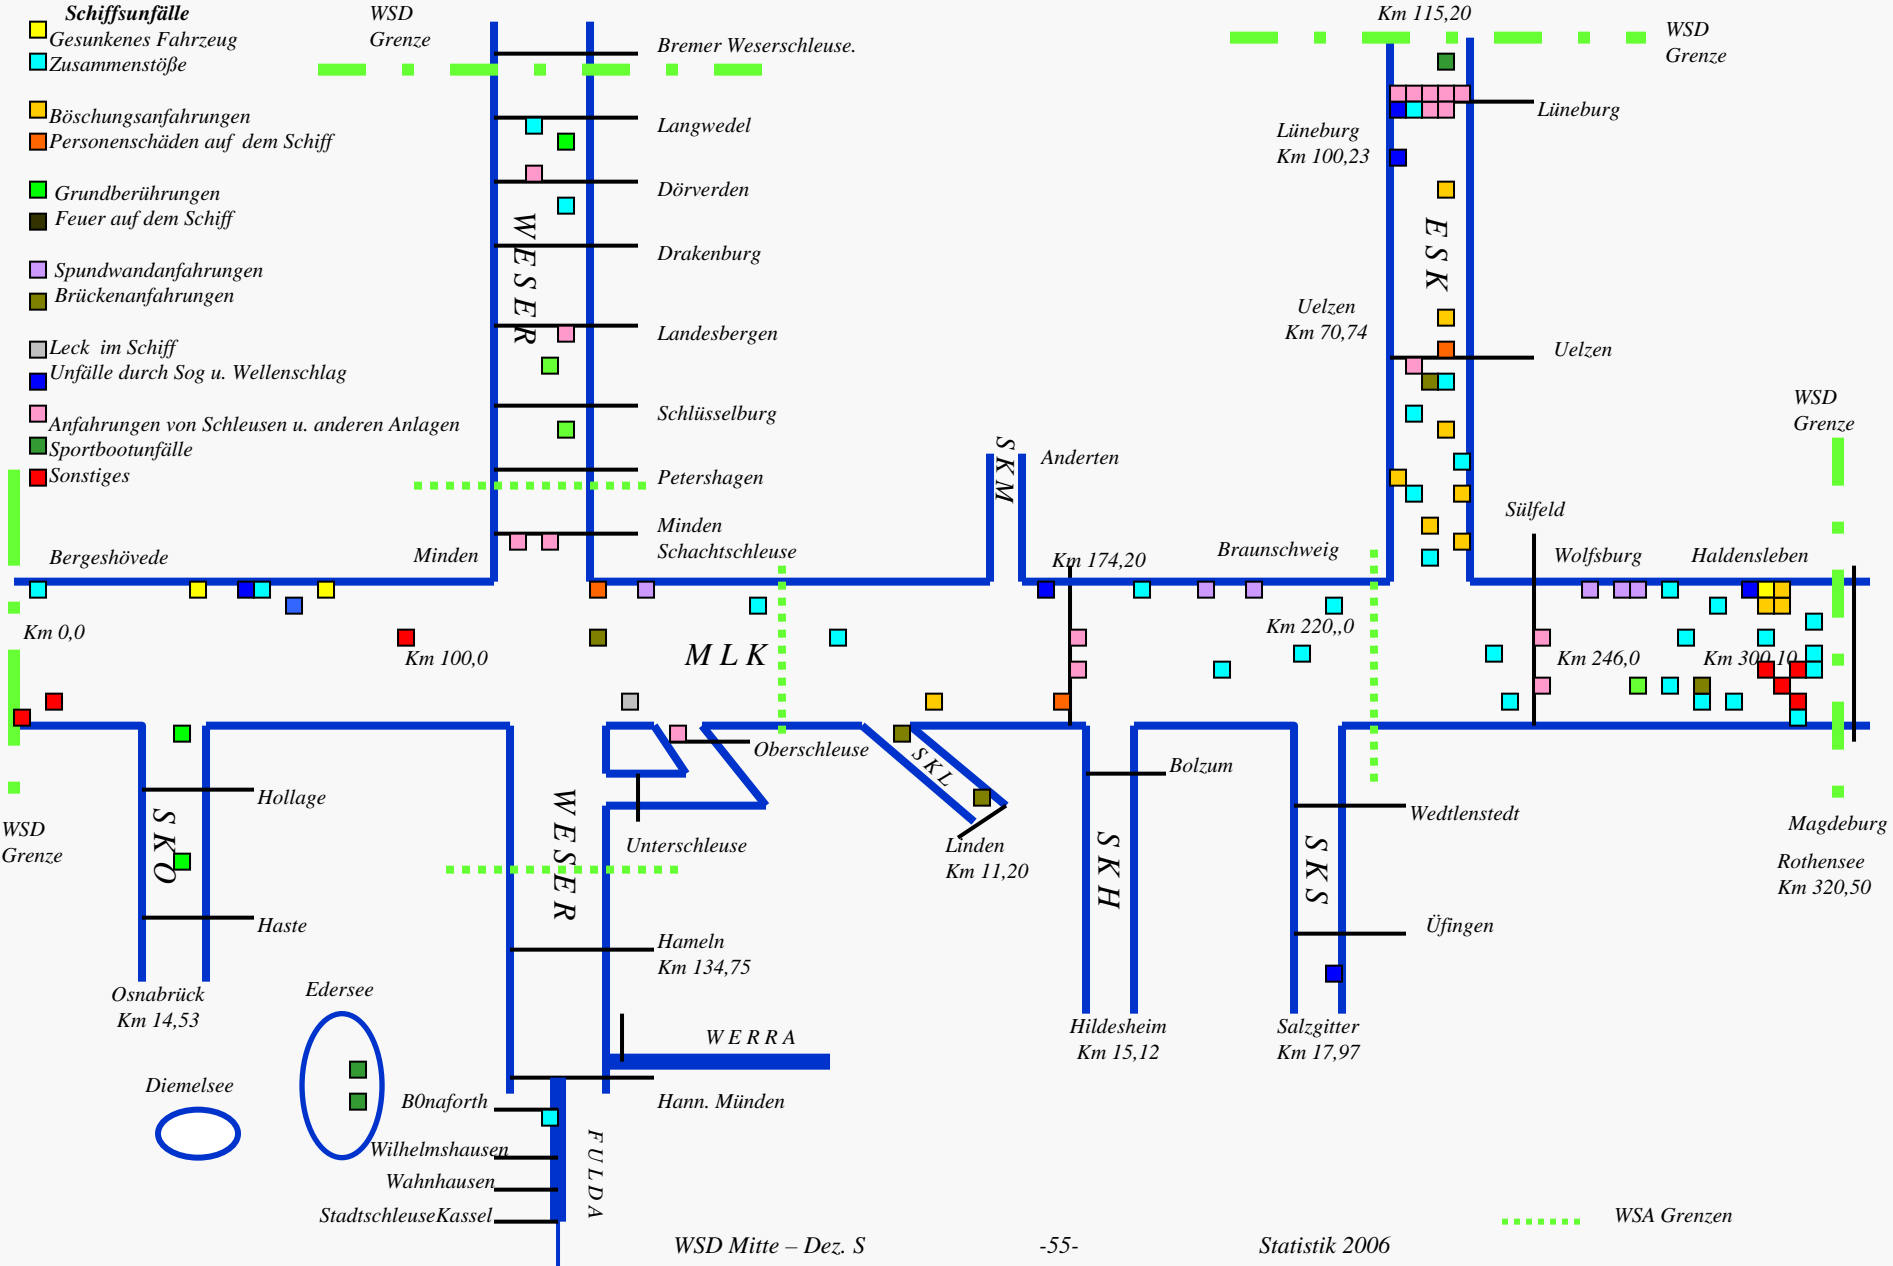 Schiffsunfälle
Gesunkenes Fahrzeug
Zusammenstöße
Böschungsanfahrungen
Personenschäden auf dem Schiff
Grundberührungen
Feuer auf dem Schiff
Spundwandanfahrungen
Brückenanfahrungen
Leck im Schiff
Unfälle durch Sog u. Wellenschlag
Anfahrungen von Schleusen u. anderen Anlagen
Sportbootunfälle
Sonstiges
WSD
Grenze
Bremer Weserschleuse.
Langwedel
Dörverden
WESER
Drakenburg
Landesbergen
Schlüsselburg
Petershagen
Minden
Schachtschleuse
Km 115,20
WSD
Grenze
Lüneburg
Lüneburg
Km 100,23
ESK
Uelzen
Km 70,74
Uelzen
WSD
Grenze
SKM
Anderten
Sülfeld
Bergeshövede
Minden
Km 174,20
Braunschweig
Wolfsburg
Haldensleben
Km 0,0
Km 100,0
MLK
Km 220,,0
Km 246,0
Km 300,10
Oberschleuse
SKL
Bolzum
Hollage
SKO
WSD
Grenze
WESER
Unterschleuse
Linden
Km 11,20
SKH
SKS
Wedtlenstedt
Magdeburg
Rothensee
Km 320,50
Haste
Hameln
Km 134,75
Üfingen
Osnabrück
Km 14,53
Edersee
WERRA
Hildesheim
Km 15,12
Salzgitter
Km 17,97
Diemelsee
B0naforth
Hann. Münden
Wilhelmshausen
FULDA
Wahnhausen
StadtschleuseKassel
WSA Grenzen
WSD Mitte – Dez. S
-55-
Statistik 2006